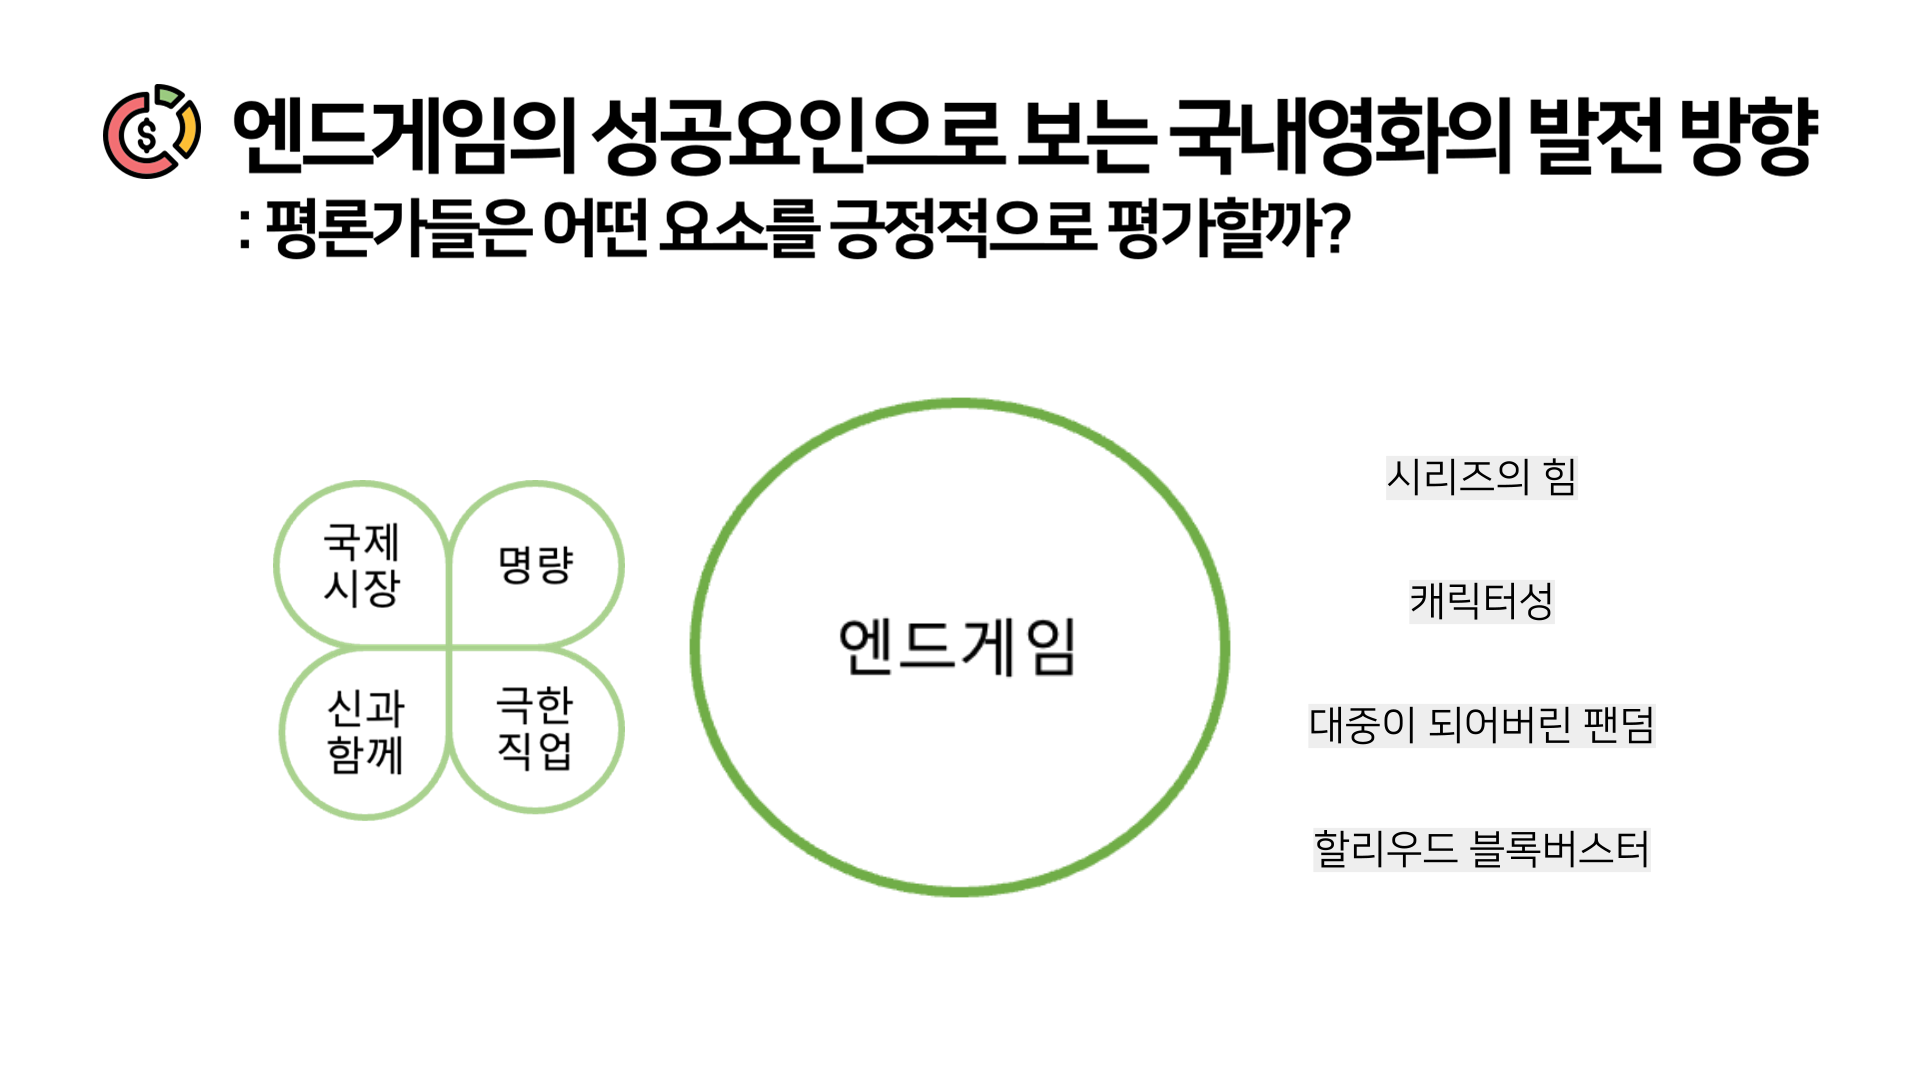 $
엔드게임의 성공요인으로 보는 국내영화의 발전 방향
: 평론가들은 어떤 요소를 긍정적으로 평가할까?
국제
시장
명량
신과
함께
극한
직업
엔드게임
시리즈의 힘
캐릭터성
대중이 되어버린 팬덤
할리우드 블록버스터